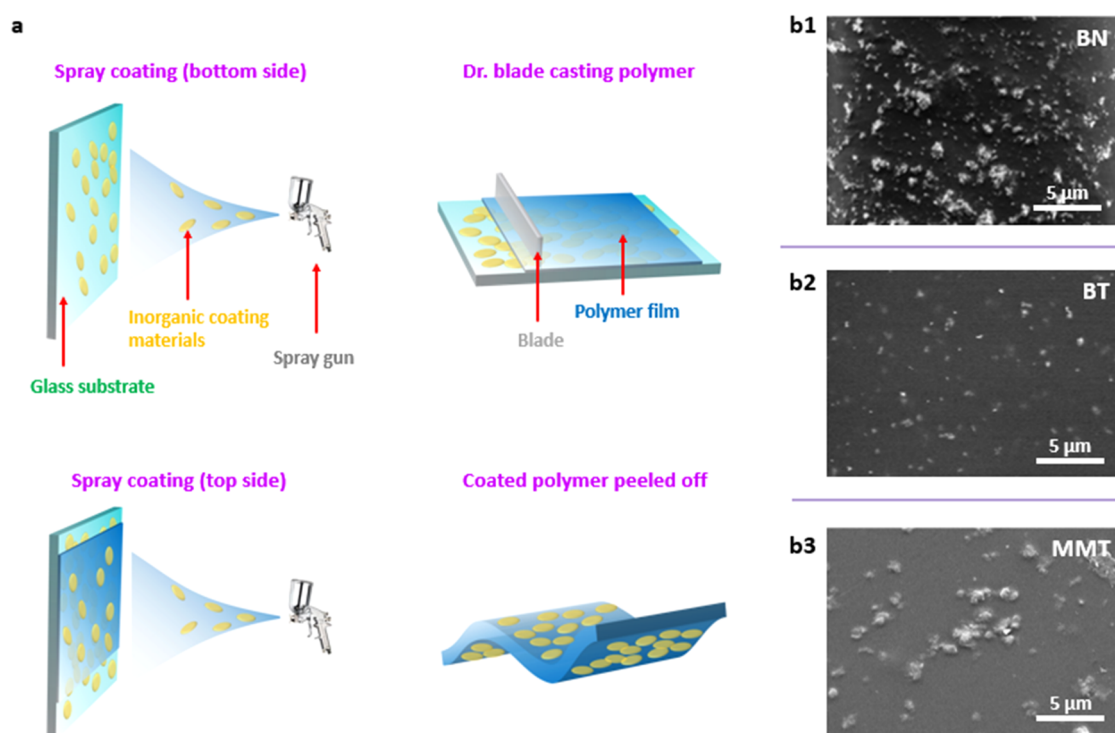 a
Spray coating (bottom side)
Dr. blade casting polymer
Inorganic coating
materials
Spray gun
Glass substrate
Polymer film
Blade
Spray coating (top side)
Coated polymer peeled off
b1
BN
5 µm
b2
BT
5 µm
b3
MMT
5 µm